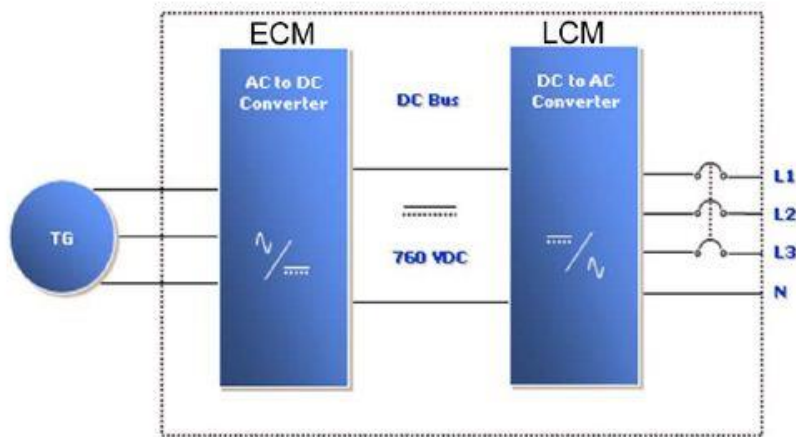 ECM
LCM
AC to DC
Converter
DC Bus
DC to AC
Converter
TG
760 VDC
L1
L2
L3
N